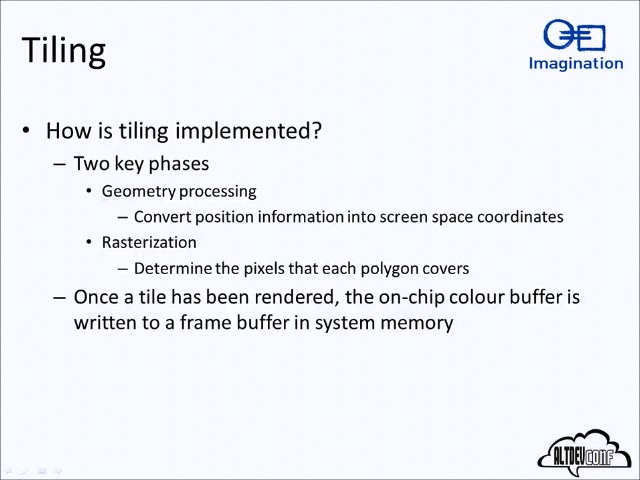 Tiling
Imagination
• How is tiling implemented?
– Two key phases
• Geometry processing
– Convert position information into screen space coordinates
• Rasterization
– Determine the pixels that each polygon covers
– Once a tile has been rendered, the on-chip colour buffer is
written to a frame buffer in system memory
ALTDEVCONF